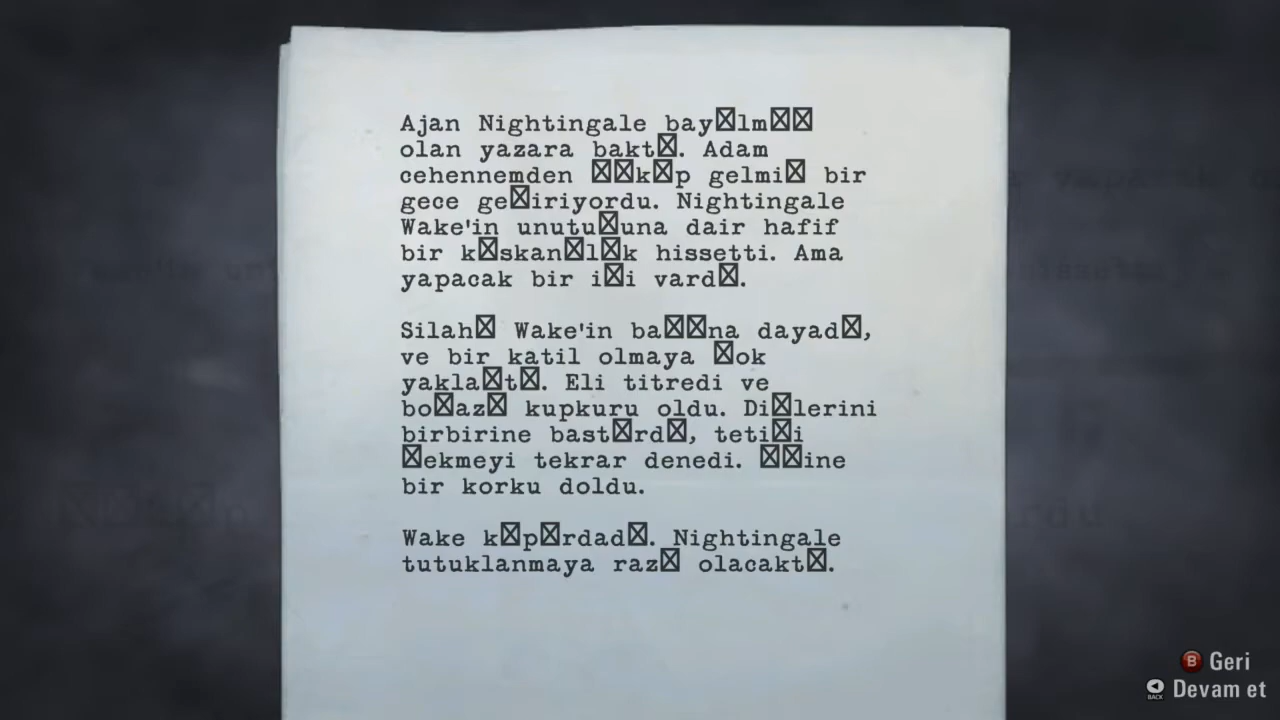 Ajan Nightingale bay☒lm☒☒
olan yazara bakt☒. Adam
cehennemden ☒☒k☒p gelmi☒ bir
gece ge☒iriyordu. Nightingale
Wake'in unutu☒una dair hafif
bir k☒skan☒l☒k hissetti. Ama
yapacak bir i☒i vard☒.
Silah☒ Wake'in ba☒☒na dayad☒,
ve bir katil olmaya ☒ok
yakla☒t☒. Eli titredi ve
bo☒az☒ kupkuru oldu. Di☒lerini
birbirine bast☒rd☒, teti☒i
☒ekmeyi tekrar denedi. ☒☒ine
bir korku doldu.
Wake k☒p☒rdad☒. Nightingale
tutuklanmaya raz☒ olacakt☒.
B Geri
BACK Devam et